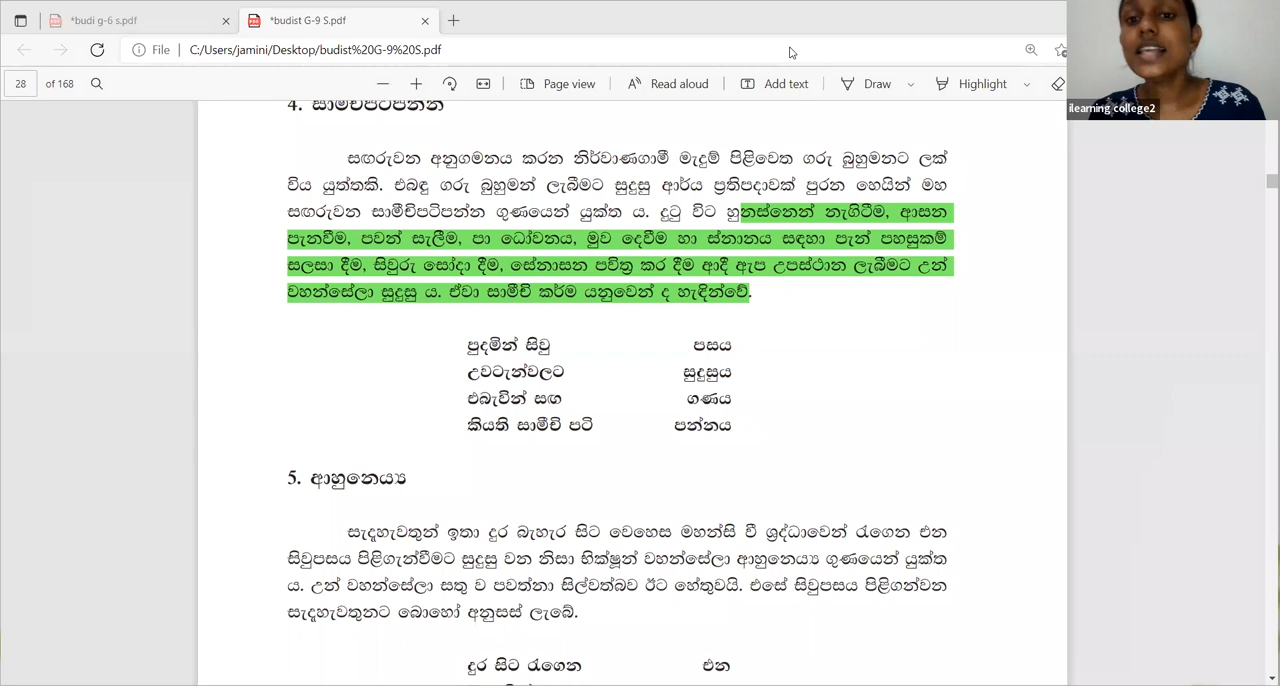 *budi g-6 s.pdf
*budist G-9 S.pdf
File
C:/Users/jamini/Desktop/budist%20G-9%20S.pdf
28 of 168
Page view
Read aloud
Add text
Draw
Highlight
ilearning college2
4. සාමීචිපටිපන්න
සඟරුවන අනුගමනය කරන නිර්වාණගාමී මැදුම් පිළිවෙත ගරු බුහුමනට ලක්
විය යුත්තකි. එබඳු ගරු බුහුමන් ලැබීමට සුදුසු ආර්ය ප්‍රතිපදාවක් පුරන හෙයින් මහ
සඟරුවන සාමීචිපටිපන්න ගුණයෙන් යුක්ත ය. දුටු විට හුනස්නෙන් නැගිටීම, ආසන
පැනවීම, පවන් සැලීම, පා ධෝවනය, මුව දෙවීම හා ස්නානය සඳහා පැන් පහසුකම්
සලසා දීම, සිවුරු සෝදා දීම, සේනාසන පවිත්‍ර කර දීම ආදී ඇප උපස්ථාන ලැබීමට උන්
වහන්සේලා සුදුසු ය. ඒවා සාමීචි කර්ම යනුවෙන් ද හැඳින්වේ.
පුදමින් සිවු පසය
උවටැන්වලට සුදුසුය
එබැවින් සඟ ගණය
කියති සාමීචි පටි පන්නය
5. ආහුනෙය්‍ය
සැදැහැවතුන් ඉතා දුර බැහැර සිට වෙහෙස මහන්සි වී ශ්‍රද්ධාවෙන් රැගෙන එන
සිවුපසය පිළිගැන්වීමට සුදුසු වන නිසා භික්ෂූන් වහන්සේලා ආහුනෙය්‍ය ගුණයෙන් යුක්ත
ය. උන් වහන්සේලා සතු ව පවත්නා සිල්වත්බව ඊට හේතුවයි. එසේ සිවුපසය පිළිගන්වන
සැදැහැවතුනට බොහෝ අනුසස් ලැබේ.
දුර සිට රැගෙන එන